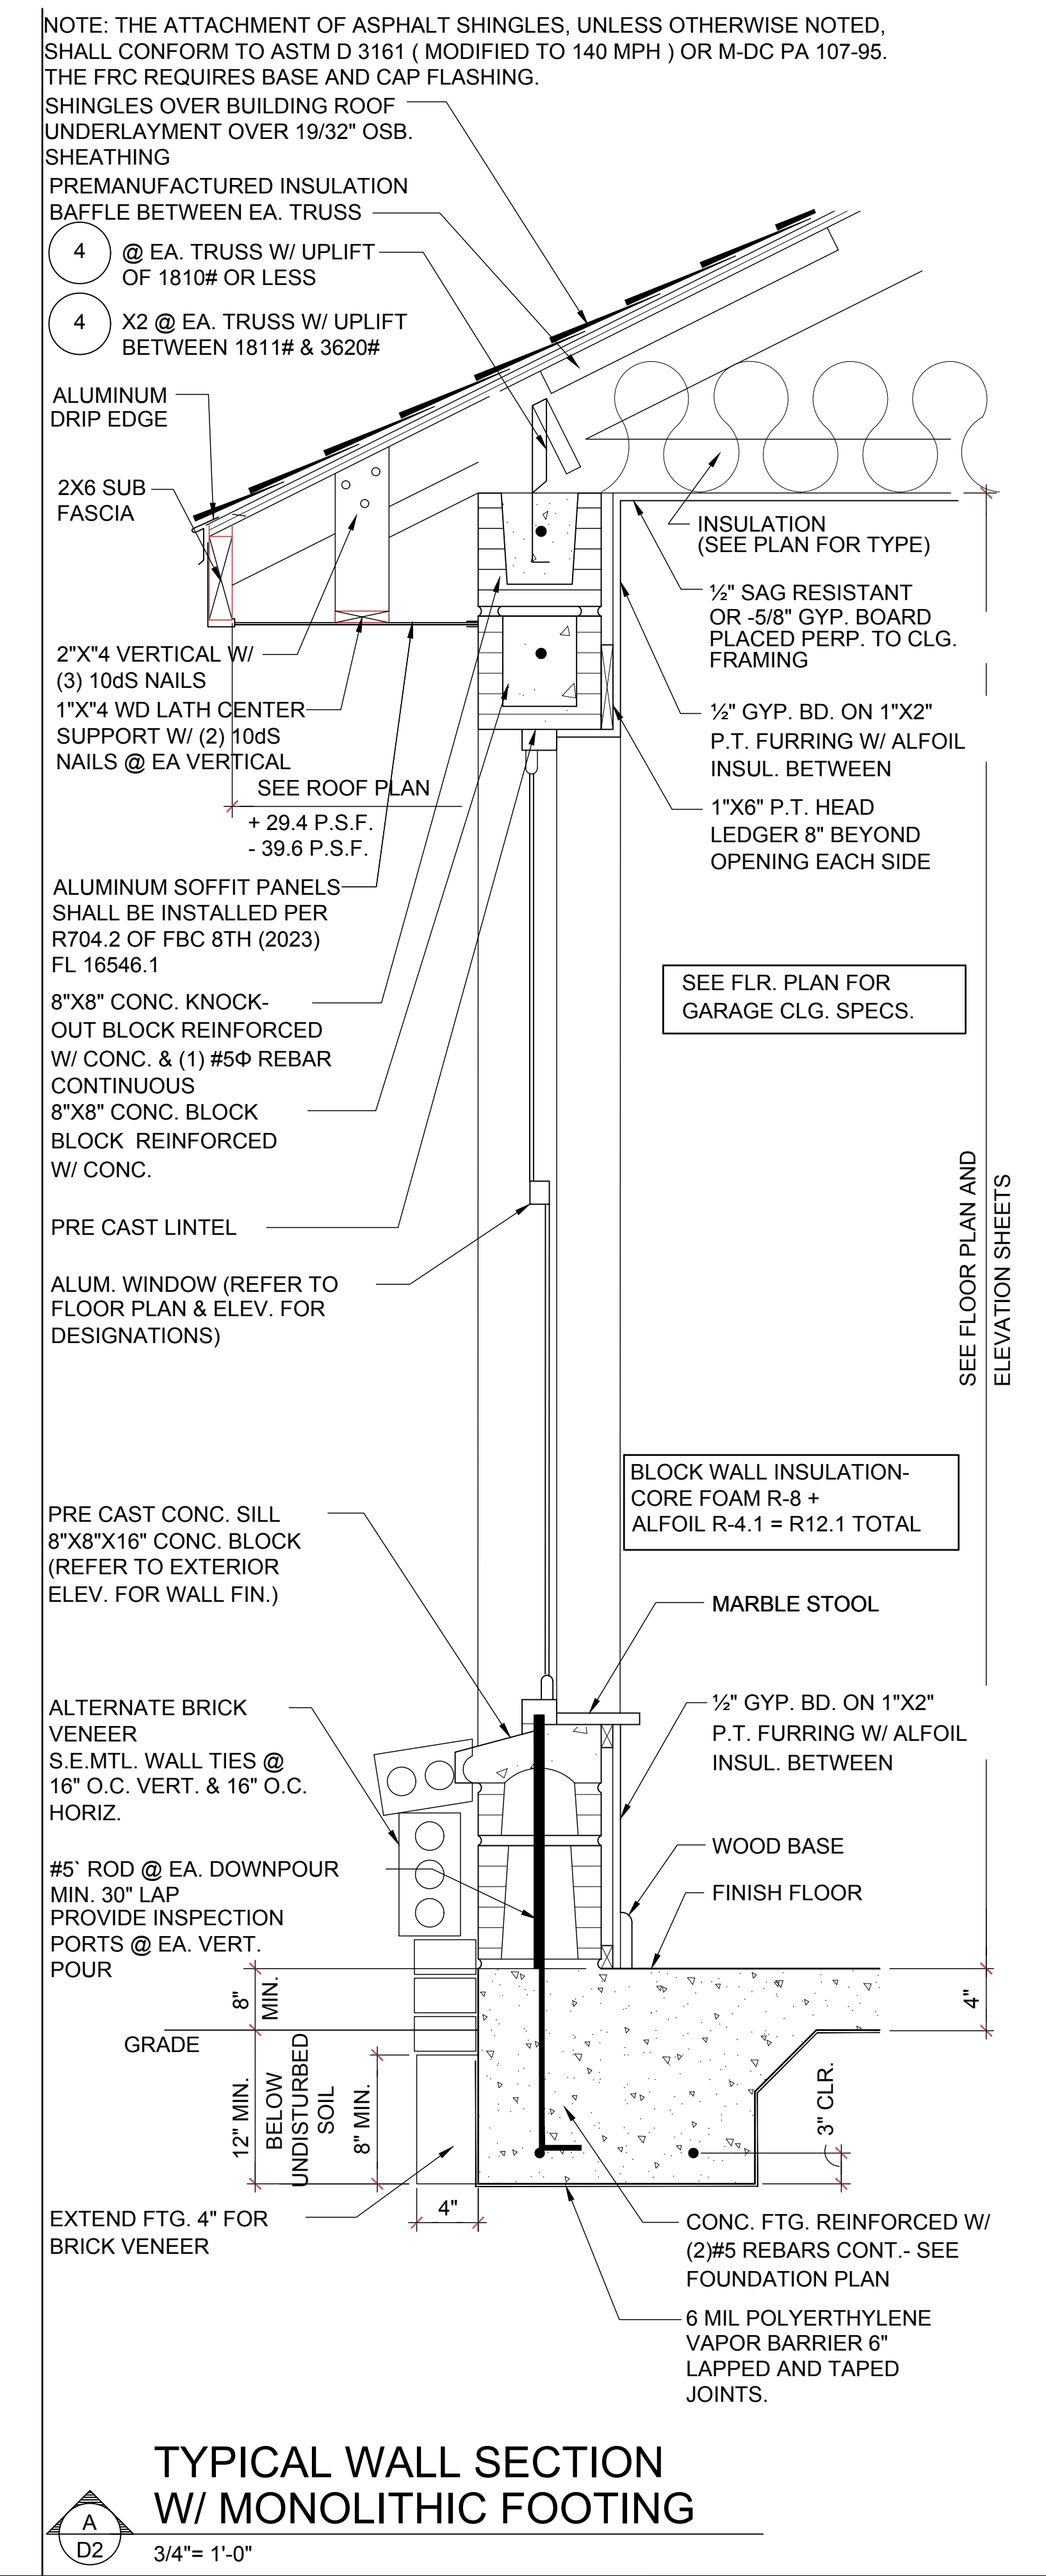 NOTE: THE ATTACHMENT OF ASPHALT SHINGLES, UNLESS OTHERWISE NOTED,
SHALL CONFORM TO ASTM D 3161 ( MODIFIED TO 140 MPH ) OR M-DC PA 107-95.
THE FRC REQUIRES BASE AND CAP FLASHING.
SHINGLES OVER BUILDING ROOF
UNDERLAYMENT OVER 19/32" OSB.
SHEATHING
PREMANUFACTURED INSULATION
BAFFLE BETWEEN EA. TRUSS
4
@ EA. TRUSS W/ UPLIFT
OF 1810# OR LESS
4
X2 @ EA. TRUSS W/ UPLIFT
BETWEEN 1811# & 3620#
ALUMINUM
DRIP EDGE
2X6 SUB
FASCIA
2"X"4 VERTICAL W/
(3) 10dS NAILS
1"X"4 WD LATH CENTER
SUPPORT W/ (2) 10dS
NAILS @ EA VERTICAL
SEE ROOF PLAN
+ 29.4 P.S.F.
- 39.6 P.S.F.
ALUMINUM SOFFIT PANELS
SHALL BE INSTALLED PER
R704.2 OF FBC 8TH (2023)
FL 16546.1
8"X8" CONC. KNOCK-
OUT BLOCK REINFORCED
W/ CONC. & (1) #5Φ REBAR
CONTINUOUS
8"X8" CONC. BLOCK
BLOCK REINFORCED
W/ CONC.
PRE CAST LINTEL
ALUM. WINDOW (REFER TO
FLOOR PLAN & ELEV. FOR
DESIGNATIONS)
INSULATION
(SEE PLAN FOR TYPE)
½" SAG RESISTANT
OR -5/8" GYP. BOARD
PLACED PERP. TO CLG.
FRAMING
½" GYP. BD. ON 1"X2"
P.T. FURRING W/ ALFOIL
INSUL. BETWEEN
1"X6" P.T. HEAD
LEDGER 8" BEYOND
OPENING EACH SIDE
SEE FLR. PLAN FOR
GARAGE CLG. SPECS.
SEE FLOOR PLAN AND
ELEVATION SHEETS
BLOCK WALL INSULATION-
CORE FOAM R-8 +
ALFOIL R-4.1 = R12.1 TOTAL
PRE CAST CONC. SILL
8"X8"X16" CONC. BLOCK
(REFER TO EXTERIOR
ELEV. FOR WALL FIN.)
MARBLE STOOL
ALTERNATE BRICK
VENEER
S.E.MTL. WALL TIES @
16" O.C. VERT. & 16" O.C.
HORIZ.
½" GYP. BD. ON 1"X2"
P.T. FURRING W/ ALFOIL
INSUL. BETWEEN
WOOD BASE
FINISH FLOOR
#5` ROD @ EA. DOWNPOUR
MIN. 30" LAP
PROVIDE INSPECTION
PORTS @ EA. VERT.
POUR
8"
MIN.
4"
GRADE
12" MIN.
BELOW
UNDISTURBED
SOIL
8" MIN.
3" CLR.
4"
EXTEND FTG. 4" FOR
BRICK VENEER
CONC. FTG. REINFORCED W/
(2)#5 REBARS CONT.- SEE
FOUNDATION PLAN
6 MIL POLYERTHYLENE
VAPOR BARRIER 6"
LAPPED AND TAPED
JOINTS.
TYPICAL WALL SECTION
W/ MONOLITHIC FOOTING
A
D2
3/4"= 1'-0"